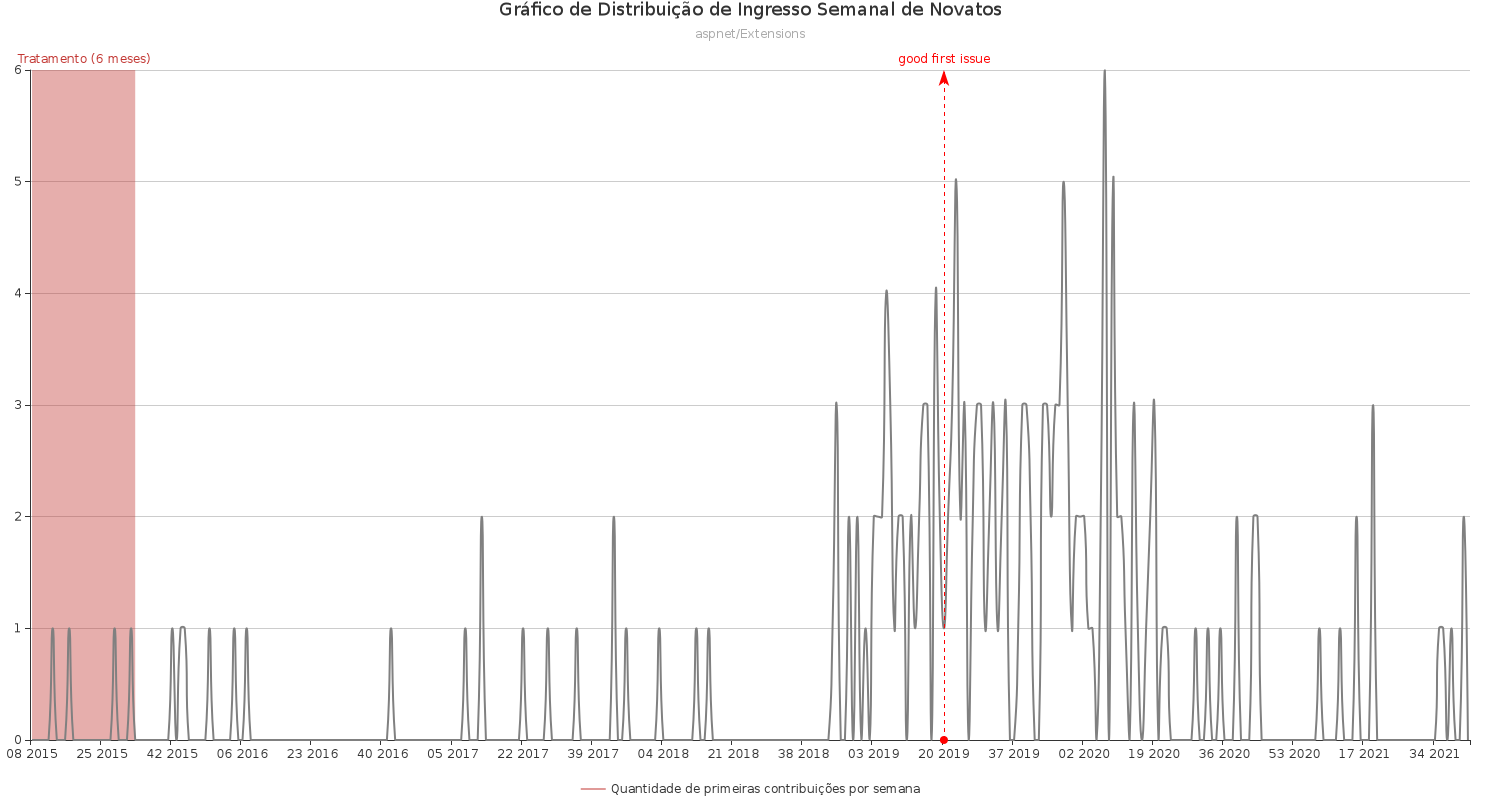 Gráfico de Distribuição de Ingresso Semanal de Novatos
aspnet/Extensions
Tratamento (6 meses)
good first issue
6
5
4
3
2
1
0
08 2015 25 2015 42 2015 06 2016 23 2016 40 2016 05 2017 22 2017 39 2017 04 2018 21 2018 38 2018 03 2019 20 2019 37 2019 02 2020 19 2020 36 2020 53 2020 17 2021 34 2021
Quantidade de primeiras contribuições por semana